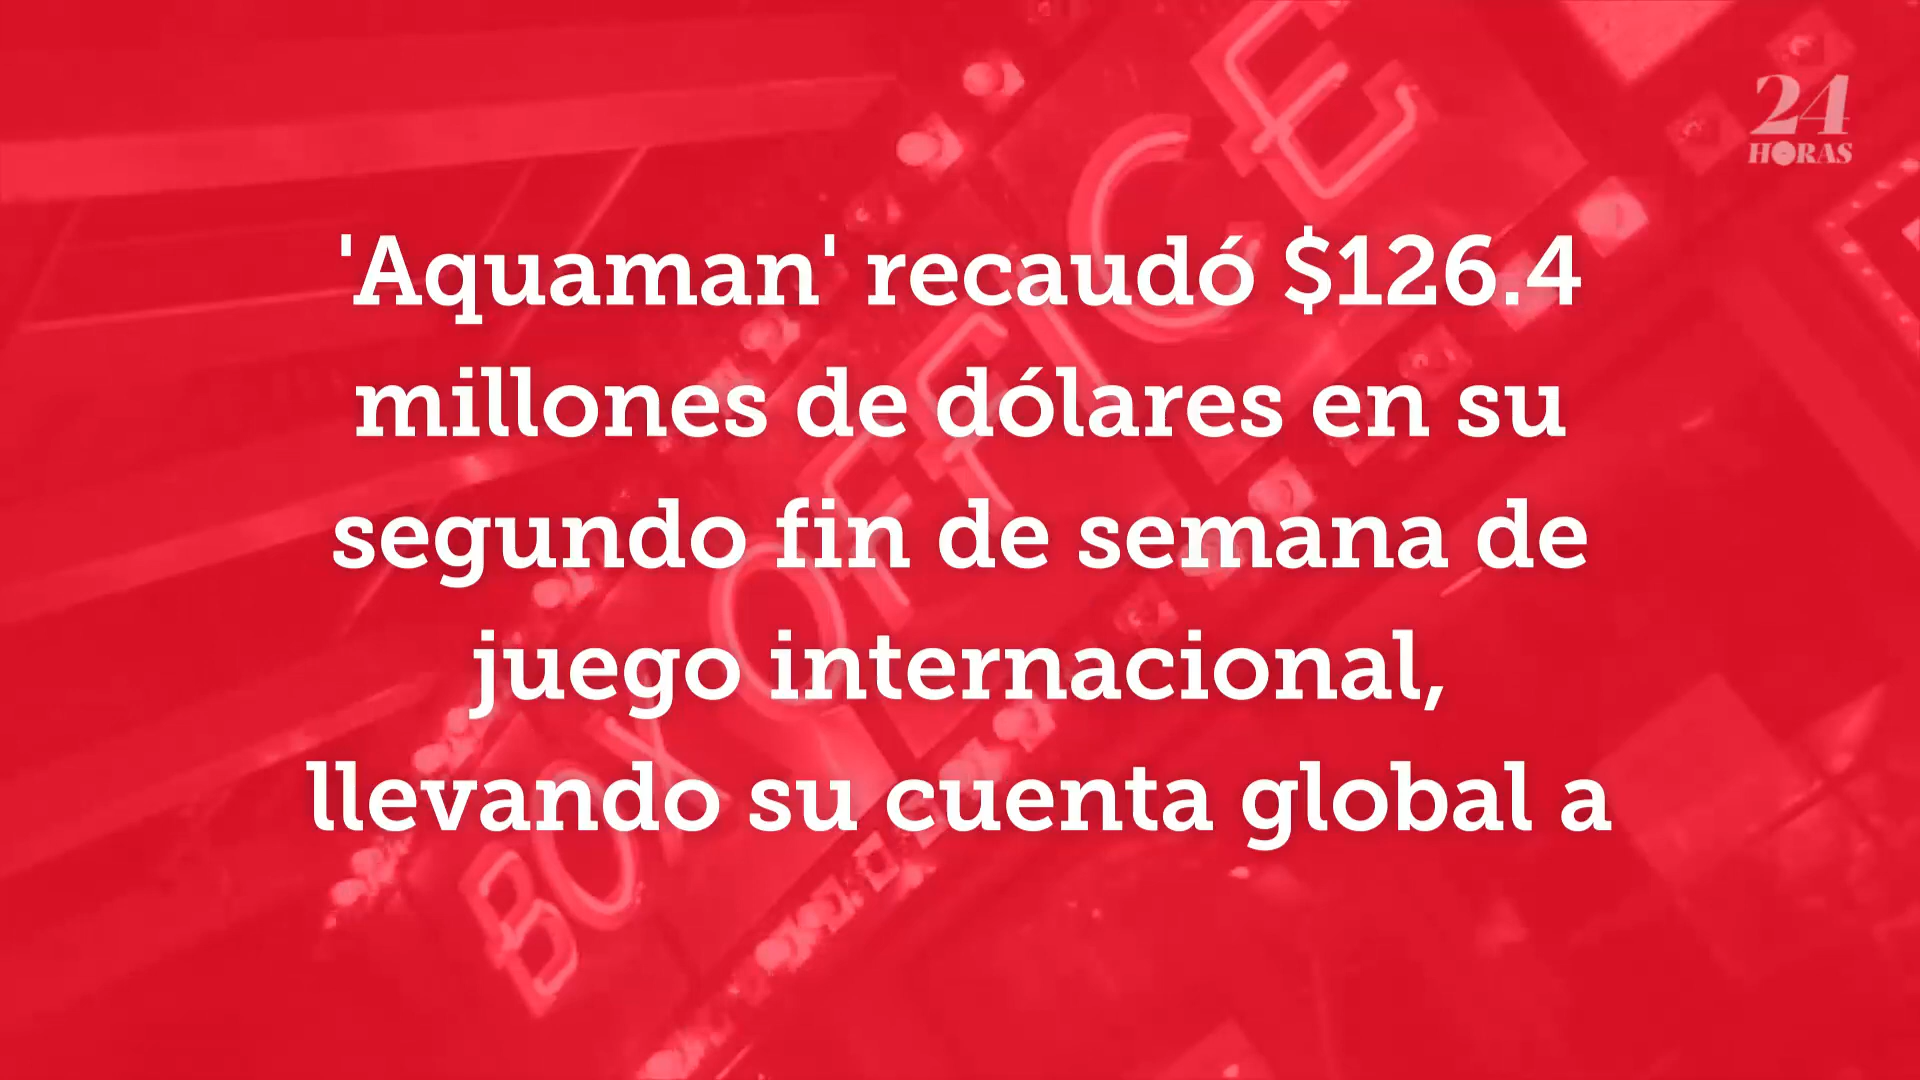 24
HORAS
'Aquaman' recaudó $126.4
millones de dólares en su
segundo fin de semana de
juego internacional,
llevando su cuenta global a
BOX OFFICE